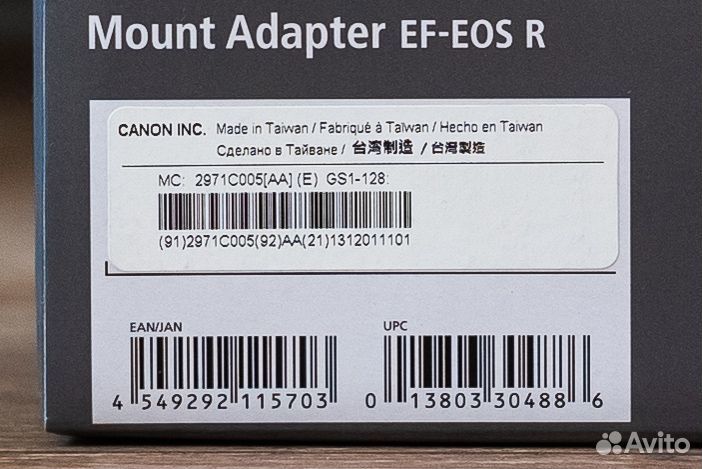 Mount Adapter EF-EOS R
CANON INC. Made in Taiwan / Fabriqué à Taïwan / Hecho en Taiwan
Сделано в Тайване / 台湾制造 / 台灣製造
MC: 2971C005[AA] (E) GS1-128:
(91)2971C005(92)AA(21)1312011101
EAN/JAN
4 549292 115703
UPC
0 13803 30488 6
Avito